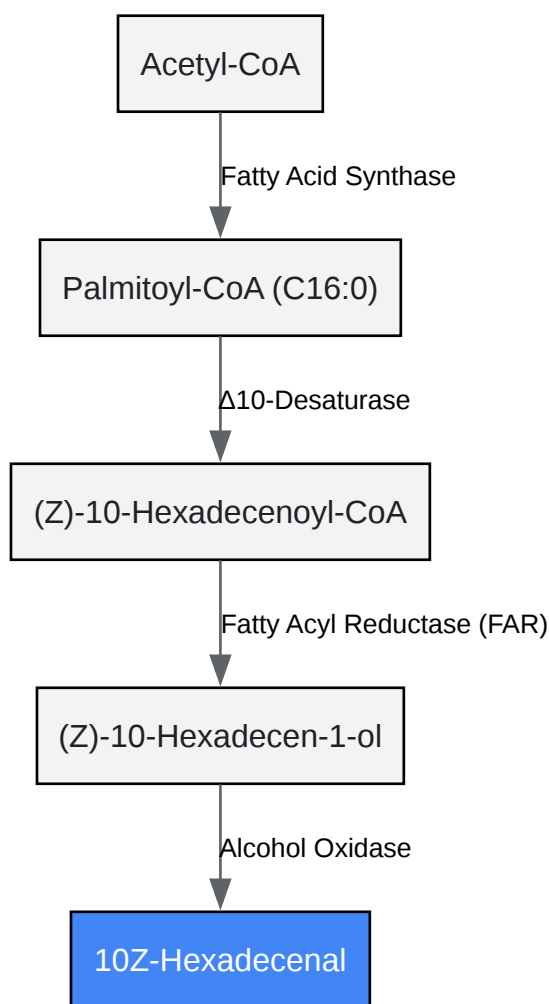 Acetyl-CoA
Fatty Acid Synthase
Palmitoyl-CoA (C16:0)
Δ10-Desaturase
(Z)-10-Hexadecenoyl-CoA
Fatty Acyl Reductase (FAR)
(Z)-10-Hexadecen-1-ol
Alcohol Oxidase
10Z-Hexadecenal